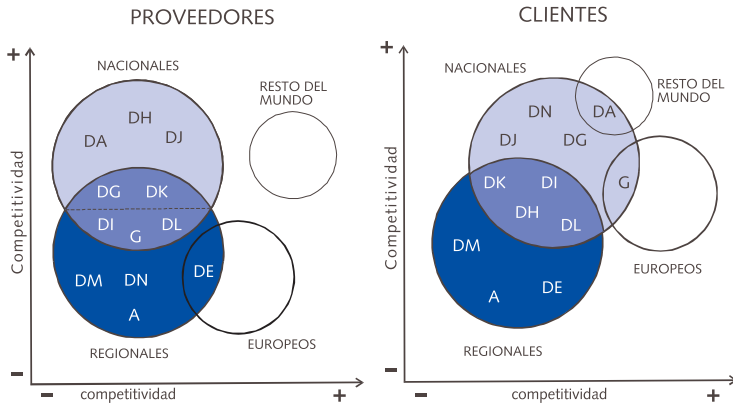 PROVEEDORES
+
NACIONALES
RESTO DEL
MUNDO
DH
DA
DJ
DG DK
DI DL
G
DE
DM DN
A
REGIONALES
EUROPEOS
Competitividad
–
– competitividad +
CLIENTES
+
NACIONALES
RESTO DEL
MUNDO
DN
DA
DJ
DG
DK DI
G
DH
DL
DM
EUROPEOS
A
DE
REGIONALES
Competitividad
–
– competitividad +